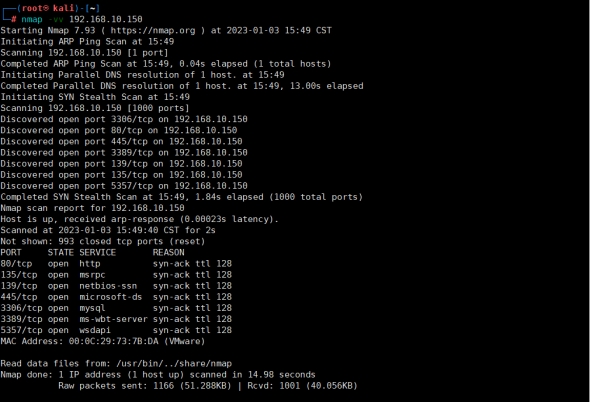 ┌──(root㉿kali)-[~]
└─# nmap -vv 192.168.10.150
Starting Nmap 7.93 ( https://nmap.org ) at 2023-01-03 15:49 CST
Initiating ARP Ping Scan at 15:49
Scanning 192.168.10.150 [1 port]
Completed ARP Ping Scan at 15:49, 0.04s elapsed (1 total hosts)
Initiating Parallel DNS resolution of 1 host. at 15:49
Completed Parallel DNS resolution of 1 host. at 15:49, 13.00s elapsed
Initiating SYN Stealth Scan at 15:49
Scanning 192.168.10.150 [1000 ports]
Discovered open port 3306/tcp on 192.168.10.150
Discovered open port 80/tcp on 192.168.10.150
Discovered open port 445/tcp on 192.168.10.150
Discovered open port 3389/tcp on 192.168.10.150
Discovered open port 139/tcp on 192.168.10.150
Discovered open port 135/tcp on 192.168.10.150
Discovered open port 5357/tcp on 192.168.10.150
Completed SYN Stealth Scan at 15:49, 1.84s elapsed (1000 total ports)
Nmap scan report for 192.168.10.150
Host is up, received arp-response (0.00023s latency).
Scanned at 2023-01-03 15:49:40 CST for 2s
Not shown: 993 closed tcp ports (reset)
PORT     STATE SERVICE       REASON
80/tcp   open  http          syn-ack ttl 128
135/tcp  open  msrpc         syn-ack ttl 128
139/tcp  open  netbios-ssn   syn-ack ttl 128
445/tcp  open  microsoft-ds  syn-ack ttl 128
3306/tcp open  mysql         syn-ack ttl 128
3389/tcp open  ms-wbt-server syn-ack ttl 128
5357/tcp open  wsdapi        syn-ack ttl 128
MAC Address: 00:0C:29:73:7B:DA (VMware)

Read data files from: /usr/bin/../share/nmap
Nmap done: 1 IP address (1 host up) scanned in 14.98 seconds
           Raw packets sent: 1166 (51.288KB) | Rcvd: 1001 (40.056KB)